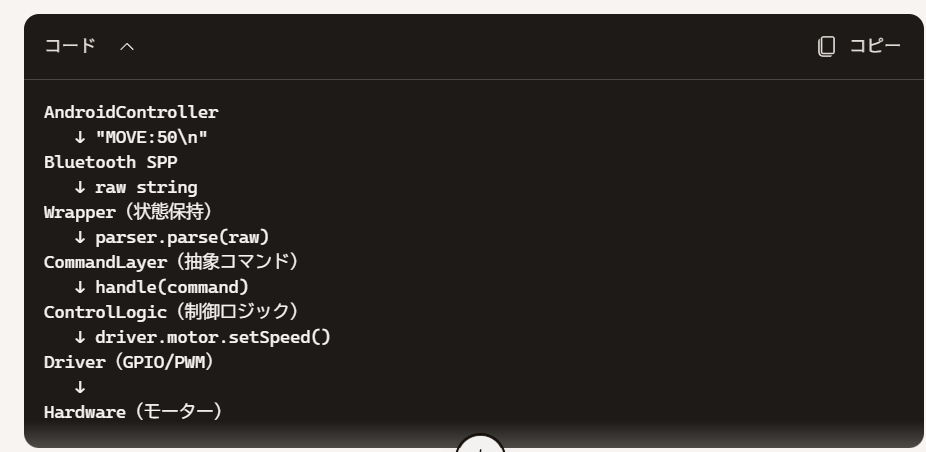 コード
コピー
AndroidController
↓ "MOVE:50\n"
Bluetooth SPP
↓ raw string
Wrapper（状態保持）
↓ parser.parse(raw)
CommandLayer（抽象コマンド）
↓ handle(command)
ControlLogic（制御ロジック）
↓ driver.motor.setSpeed()
Driver（GPIO/PWM）
↓
Hardware（モーター）